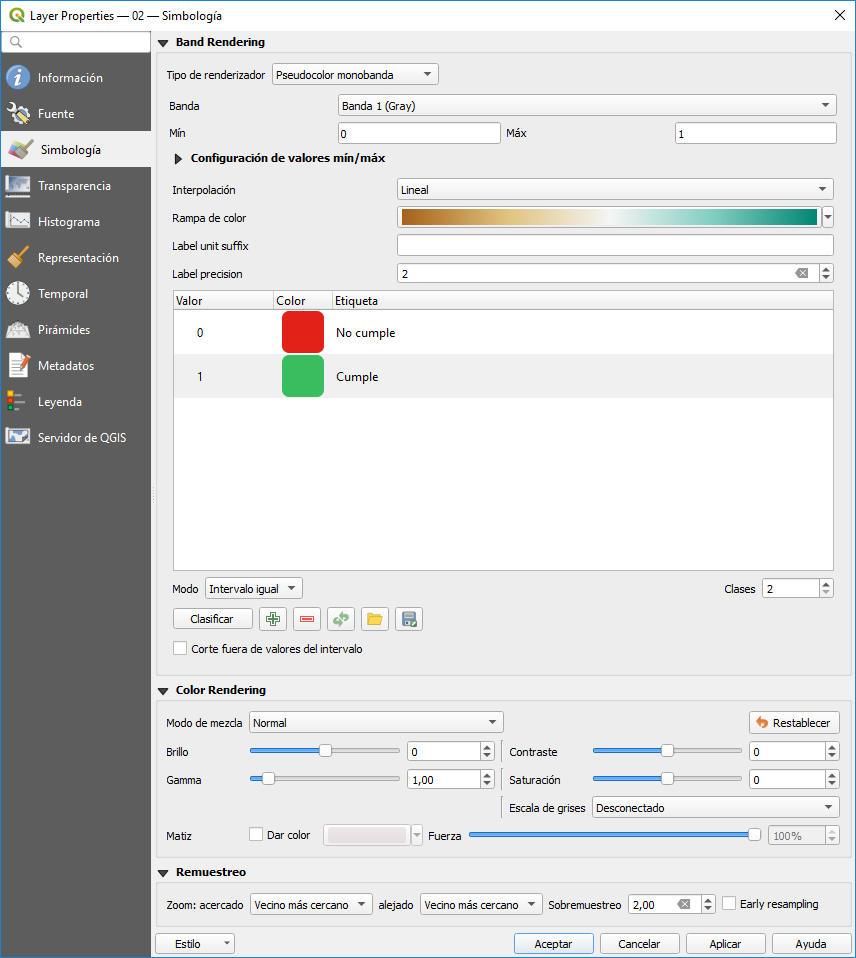 Layer Properties — 02 — Simbología
Información
Fuente
Simbología
Transparencia
Histograma
Representación
Temporal
Pirámides
Metadatos
Leyenda
Servidor de QGIS
Band Rendering
Tipo de renderizador Pseudocolor monobanda
Banda Banda 1 (Gray)
Mín 0 Máx 1
Configuración de valores mín/máx
Interpolación Lineal
Rampa de color
Label unit suffix
Label precision 2
Valor Color Etiqueta
0 No cumple
1 Cumple
Modo Intervalo igual Clases 2
Clasificar
Corte fuera de valores del intervalo
Color Rendering
Modo de mezcla Normal Restablecer
Brillo 0 Contraste 0
Gamma 1,00 Saturación 0
Escala de grises Desconectado
Matiz Dar color Fuerza 100%
Remuestreo
Zoom: acercado Vecino más cercano alejado Vecino más cercano Sobremuestreo 2,00 Early resampling
Estilo Aceptar Cancelar Aplicar Ayuda